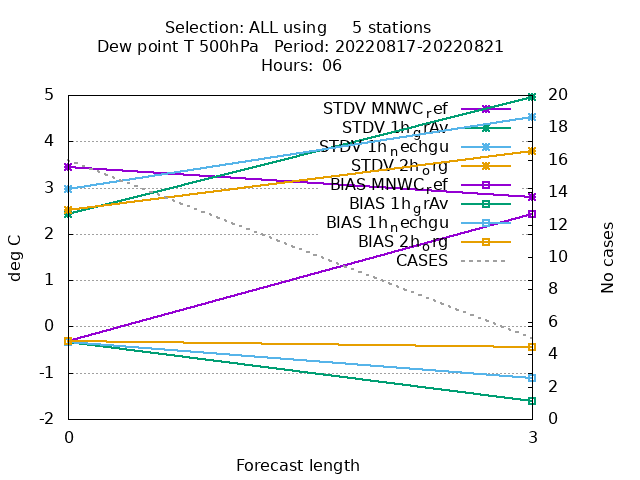 Selection: ALL using     5 stations
Dew point T 500hPa   Period: 20220817-20220821
Hours: 06
5 20
STDV MNWC_ref
4 18
STDV 1h_grAv
STDV 1h_nechgu
16
STDV 2h_org
3 14
BIAS MNWC_ref
BIAS 1h_grAv
2 12
BIAS 1h_nechgu
BIAS 2h_org
CASES
deg C
No cases
10
1 8
0 6
4
-1 2
-2 0
0 3
Forecast length